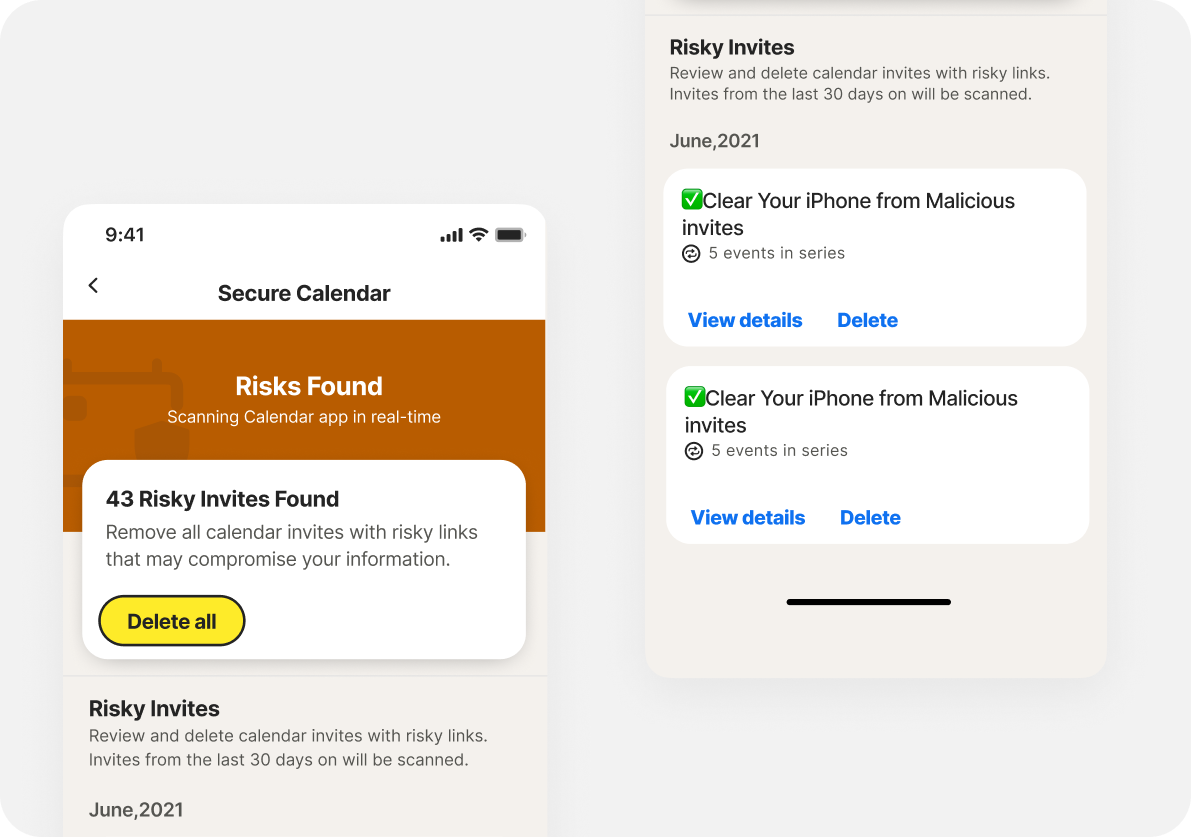 9:41
Secure Calendar
Risks Found
Scanning Calendar app in real-time
43 Risky Invites Found
Remove all calendar invites with risky links
that may compromise your information.
Delete all
Risky Invites
Review and delete calendar invites with risky links.
Invites from the last 30 days on will be scanned.
June,2021
Risky Invites
Review and delete calendar invites with risky links.
Invites from the last 30 days on will be scanned.
June,2021
✅Clear Your iPhone from Malicious
invites
5 events in series
View details Delete
✅Clear Your iPhone from Malicious
invites
5 events in series
View details Delete